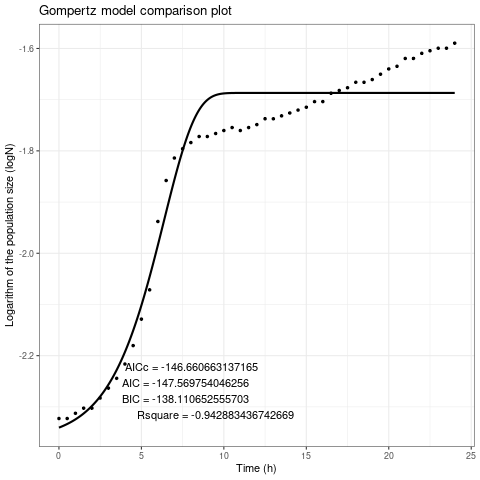 Gompertz model comparison plot
Logarithm of the population size (logN)
-1.6
-1.8
-2.0
-2.2
AICc = -146.660663137165
AIC = -147.569754046256
BIC = -138.110652555703
Rsquare = -0.942883436742669
0 5 10 15 20 25
Time (h)